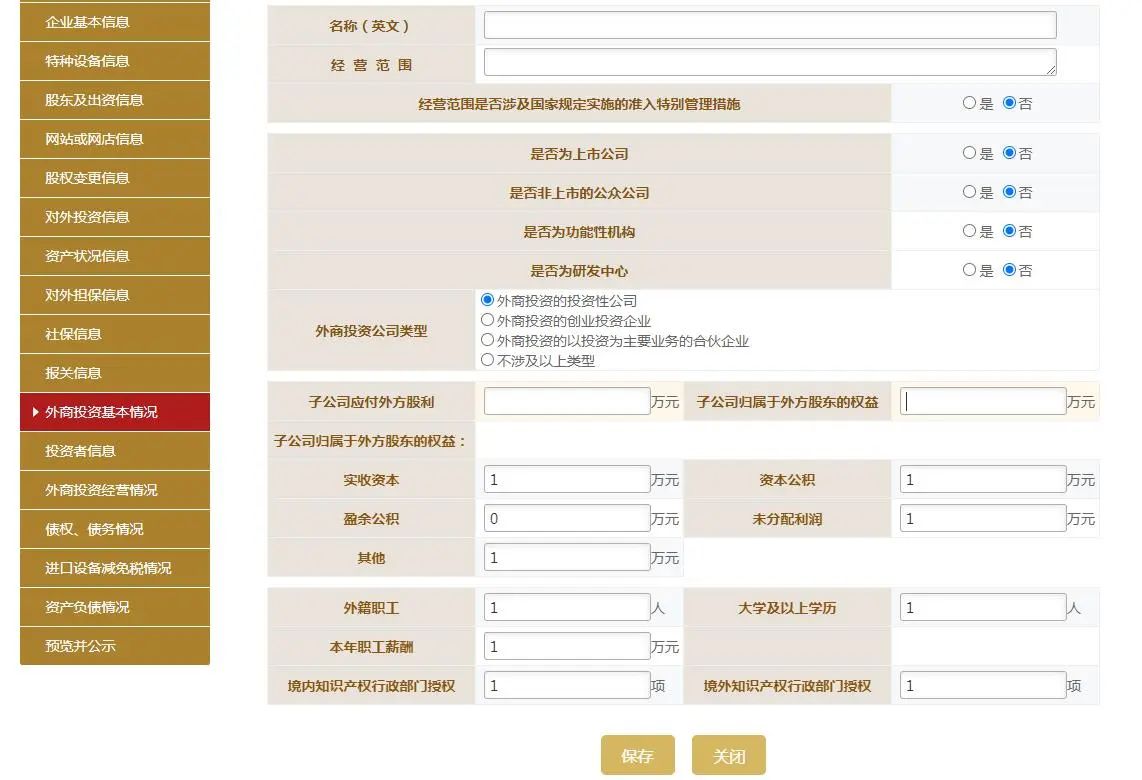 企业基本信息
特种设备信息
股东及出资信息
网站或网店信息
股权变更信息
对外投资信息
资产状况信息
对外担保信息
社保信息
报关信息
外商投资基本情况
投资者信息
外商投资经营情况
债权、债务情况
进口设备减免税情况
资产负债情况
预览并公示
名称（英文）
经 营 范 围
经营范围是否涉及国家规定实施的准入特别管理措施 是 否
是否为上市公司 是 否
是否非上市的公众公司 是 否
是否为功能性机构 是 否
是否为研发中心 是 否
外商投资公司类型
外商投资的投资性公司
外商投资的创业投资企业
外商投资的以投资为主要业务的合伙企业
不涉及以上类型
子公司应付外方股利 万元 子公司归属于外方股东的权益 万元
子公司归属于外方股东的权益：
实收资本 1 万元 资本公积 1 万元
盈余公积 0 万元 未分配利润 1 万元
其他 1 万元
外籍职工 1 人 大学及以上学历 1 人
本年职工薪酬 1 万元
境内知识产权行政部门授权 1 项 境外知识产权行政部门授权 1 项
保存 关闭